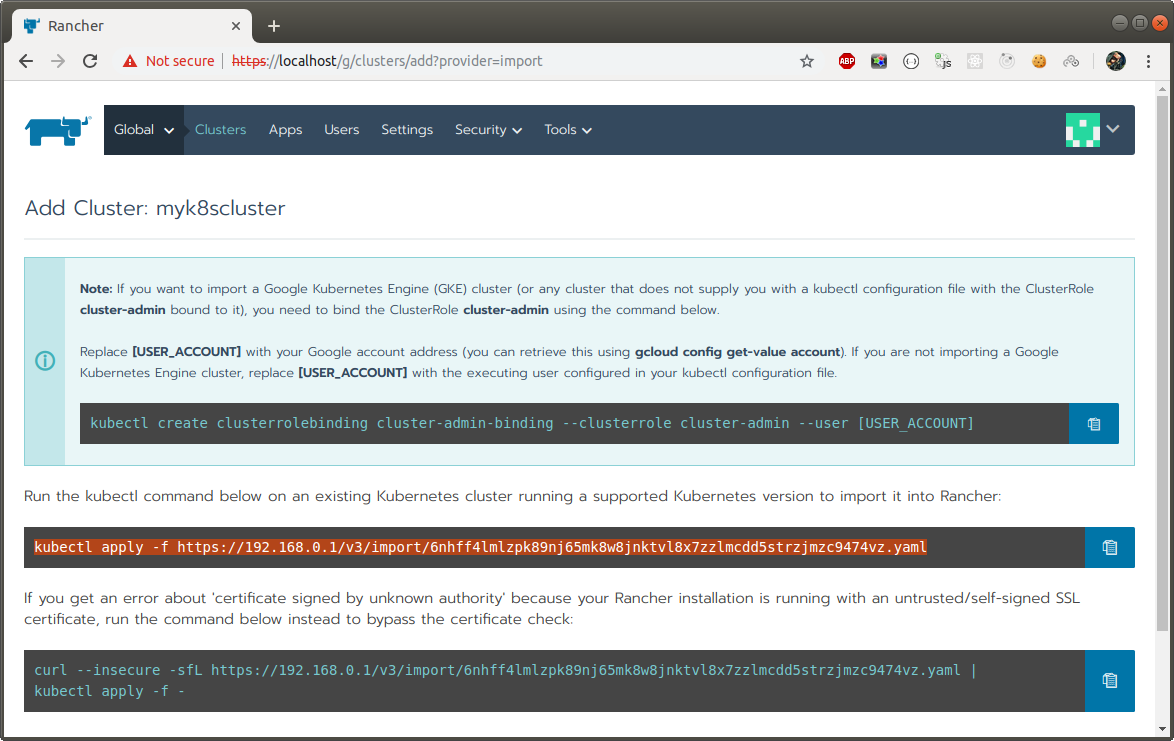 Rancher
Not secure https://localhost/g/clusters/add?provider=import
ABP
js
Global Clusters Apps Users Settings Security Tools
Add Cluster: myk8scluster
Note: If you want to import a Google Kubernetes Engine (GKE) cluster (or any cluster that does not supply you with a kubectl configuration file with the ClusterRole
cluster-admin bound to it), you need to bind the ClusterRole cluster-admin using the command below.
Replace [USER_ACCOUNT] with your Google account address (you can retrieve this using gcloud config get-value account). If you are not importing a Google
Kubernetes Engine cluster, replace [USER_ACCOUNT] with the executing user configured in your kubectl configuration file.
kubectl create clusterrolebinding cluster-admin-binding --clusterrole cluster-admin --user [USER_ACCOUNT]
Run the kubectl command below on an existing Kubernetes cluster running a supported Kubernetes version to import it into Rancher:
kubectl apply -f https://192.168.0.1/v3/import/6nhff4lmlzpk89nj65mk8w8jnktvl8x7zzlmcdd5strzjmzc9474vz.yaml
If you get an error about 'certificate signed by unknown authority' because your Rancher installation is running with an untrusted/self-signed SSL
certificate, run the command below instead to bypass the certificate check:
curl --insecure -sfL https://192.168.0.1/v3/import/6nhff4lmlzpk89nj65mk8w8jnktvl8x7zzlmcdd5strzjmzc9474vz.yaml |
kubectl apply -f -